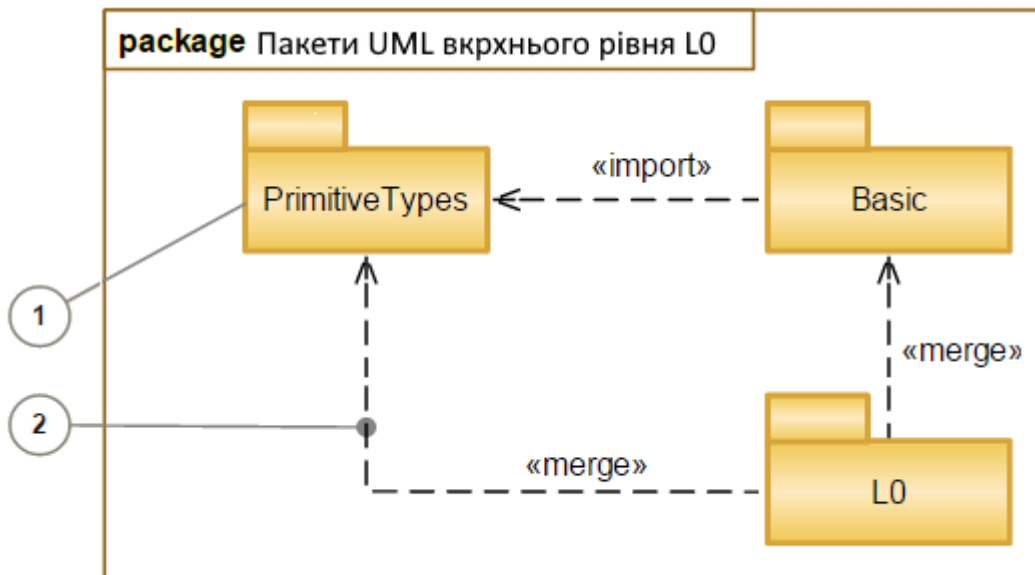 package Пакети UML вкрхнього рівня L0
PrimitiveTypes
«import»
Basic
1
«merge»
2
«merge»
L0